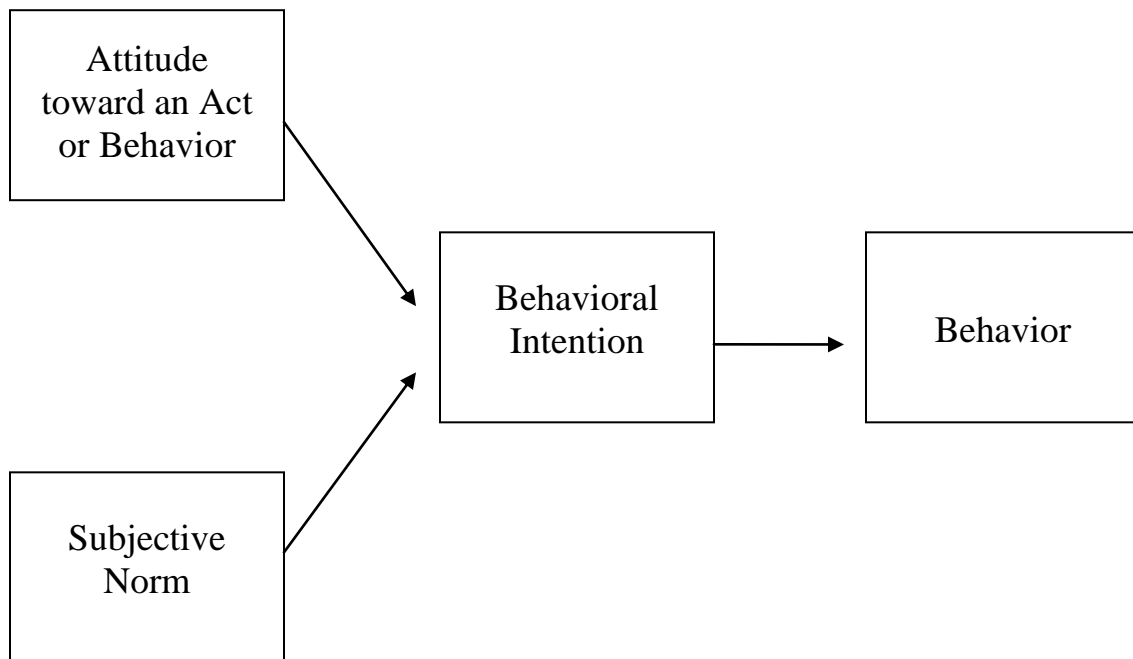 Attitude
toward an Act
or Behavior
Behavioral
Intention
Behavior
Subjective
Norm